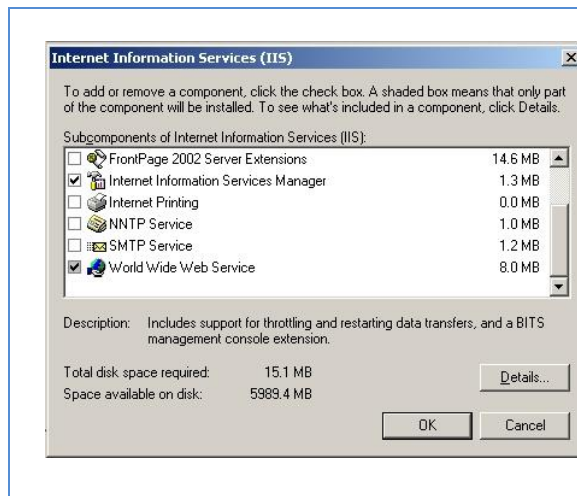 Internet Information Services (IIS)
To add or remove a component, click the check box. A shaded box means that only part
of the component will be installed. To see what's included in a component, click Details.
Subcomponents of Internet Information Services (IIS):
FrontPage 2002 Server Extensions 14.6 MB
Internet Information Services Manager 1.3 MB
Internet Printing 0.0 MB
NNTP Service 1.0 MB
SMTP Service 1.2 MB
World Wide Web Service 8.0 MB
Description: Includes support for throttling and restarting data transfers, and a BITS
management console extension.
Total disk space required: 15.1 MB
Space available on disk: 5989.4 MB
Details...
OK Cancel